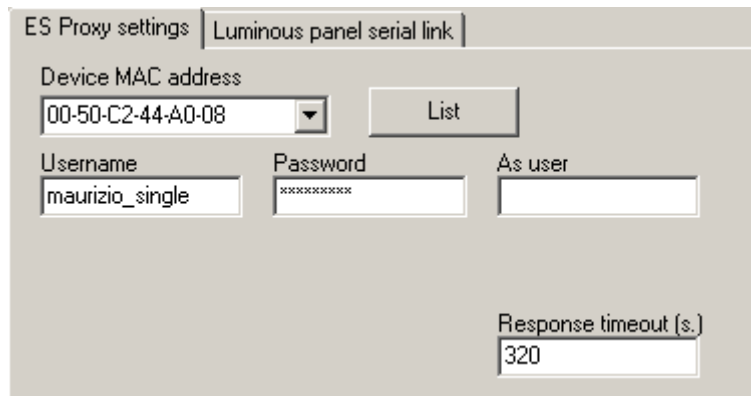 ES Proxy settings Luminous panel serial link
Device MAC address
00-50-C2-44-A0-08 List
Username Password As user
maurizio_single *********
Response timeout (s.)
320